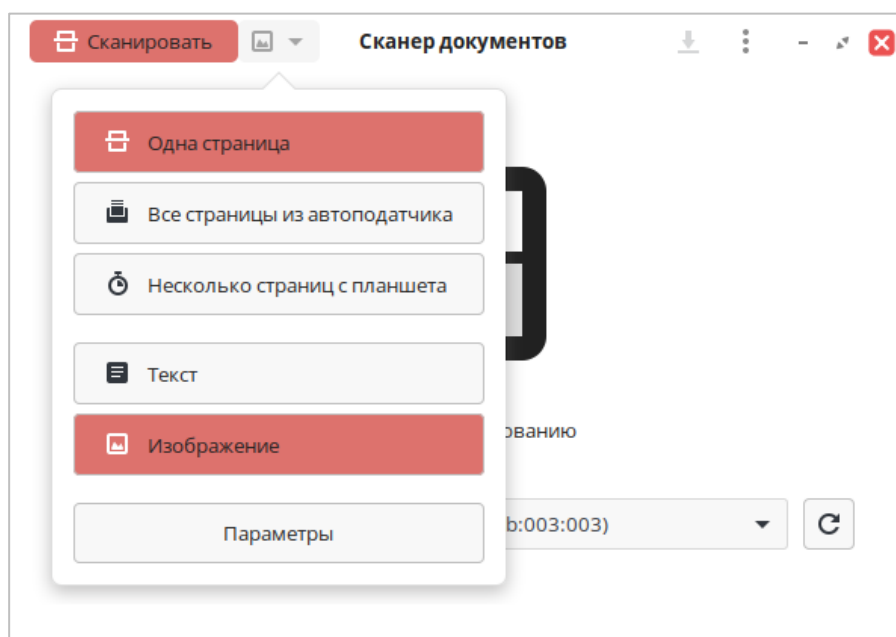 Сканировать
Сканер документов
Одна страница
Все страницы из автоподатчика
Несколько страниц с планшета
Текст
Изображение
ованию
Параметры
b:003:003)